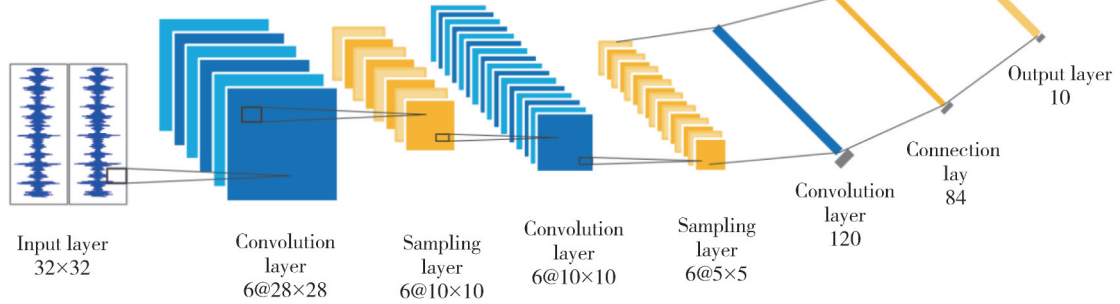 Input layer
32×32
Convolution
layer
6@28×28
Sampling
layer
6@10×10
Convolution
layer
6@10×10
Sampling
layer
6@5×5
Convolution
layer
120
Connection
lay
84
Output layer
10